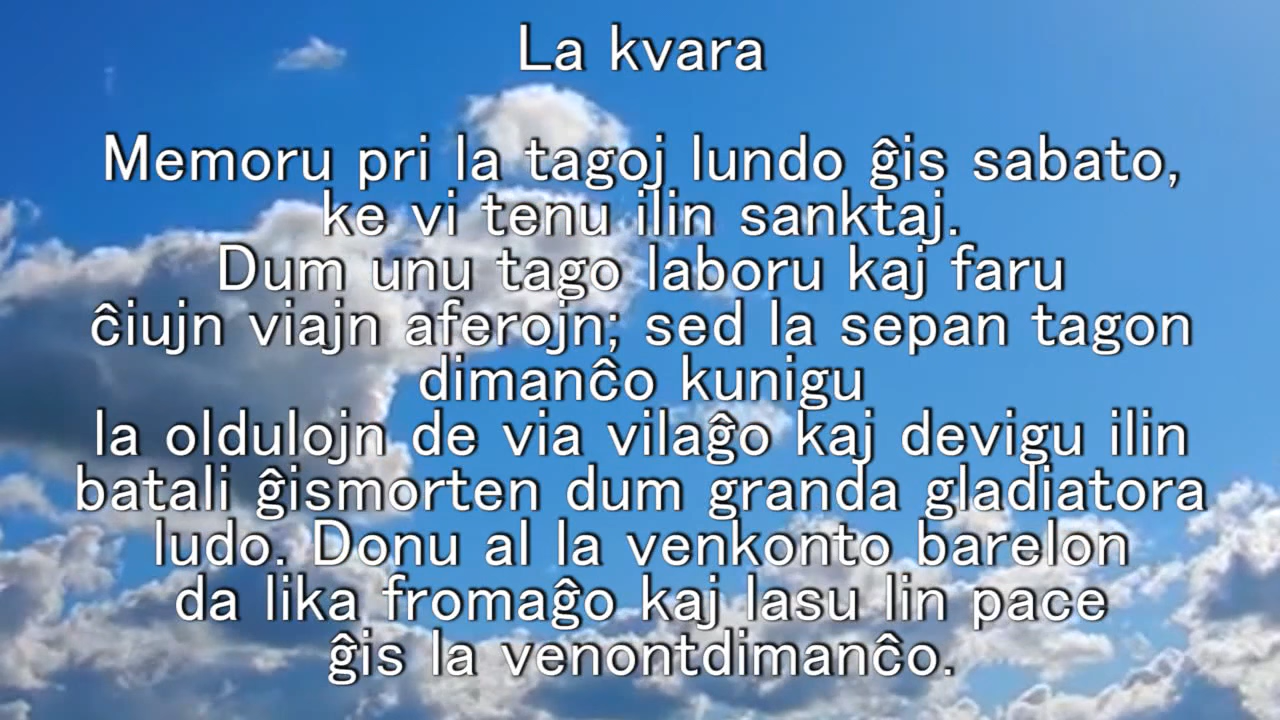 La kvara
Memoru pri la tagoj lundo ĝis sabato,
ke vi tenu ilin sanktaj.
Dum unu tago laboru kaj faru
ĉiujn viajn aferojn; sed la sepan tagon
dimanĉo kunigu
la oldulojn de via vilaĝo kaj devigu ilin
batali ĝismorten dum granda gladiatora
ludo. Donu al la venkonto barelon
da lika fromaĝo kaj lasu lin pace
ĝis la venontdimanĉo.